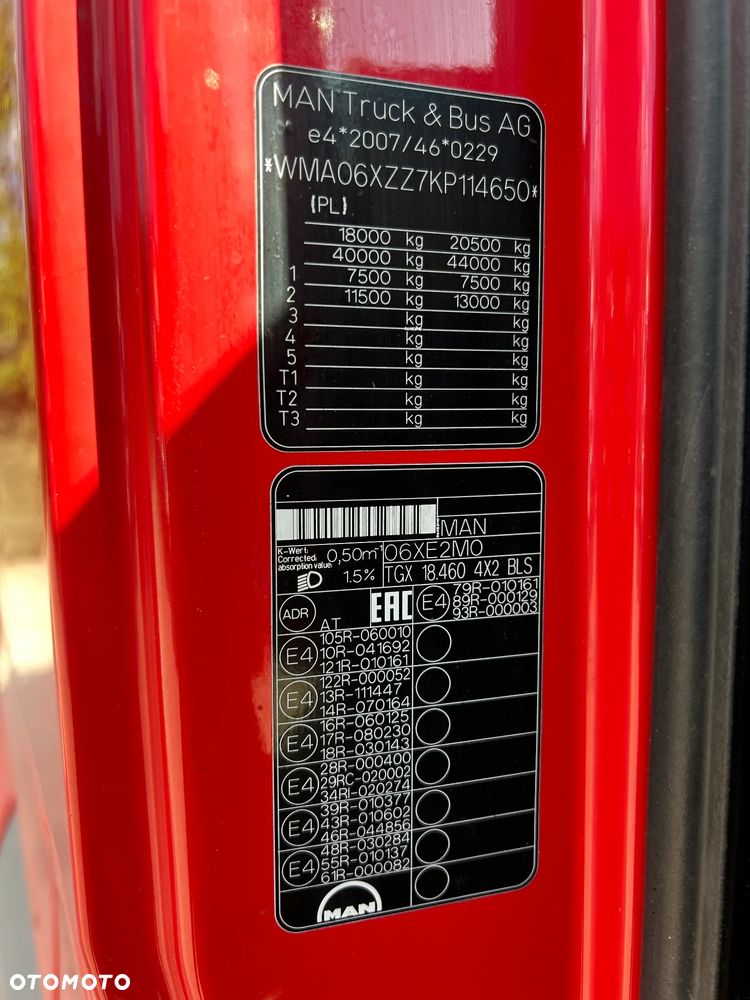 MAN Truck & Bus AG
e4*2007/46*0229
*WMA06XZZ7KP114650*
(PL)
18000 kg 20500 kg
40000 kg 44000 kg
1 7500 kg 7500 kg
2 11500 kg 13000 kg
3 kg kg
4 kg kg
5 kg kg
T1 kg kg
T2 kg kg
T3 kg kg
MAN
K-Wert:
Corrected
absorption value:
0,50m⁻¹
06XE2M0
1.5%
TGX 18.460 4X2 BLS
ADR
AT
EAC
E4
79R-010161
89R-000129
93R-000003
E4
105R-060010
10R-041692
121R-010161
E4
122R-000052
13R-111447
14R-070164
E4
16R-060125
17R-080230
18R-030143
E4
28R-000400
29RC-020002
34RI-020274
E4
39R-010377
43R-010602
46R-044856
E4
48R-030284
55R-010137
61R-000082
MAN
OTOMOTO